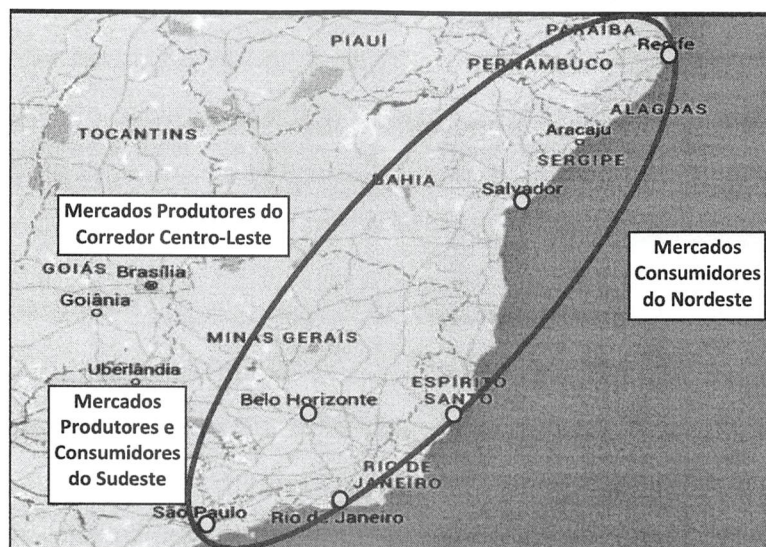 PARAÍBA
PIAUÍ
Recife
PERNAMBUCO
ALAGOAS
TOCANTINS
Aracaju
SERGIPE
BAHIA
Salvador
Mercados Produtores do
Corredor Centro-Leste
Mercados
Consumidores
do Nordeste
GOIÁS
Brasília
Goiânia
MINAS GERAIS
Uberlândia
ESPÍRITO
SANTO
Belo Horizonte
Mercados
Produtores e
Consumidores
do Sudeste
RIO DE
JANEIRO
São Paulo
Rio de Janeiro